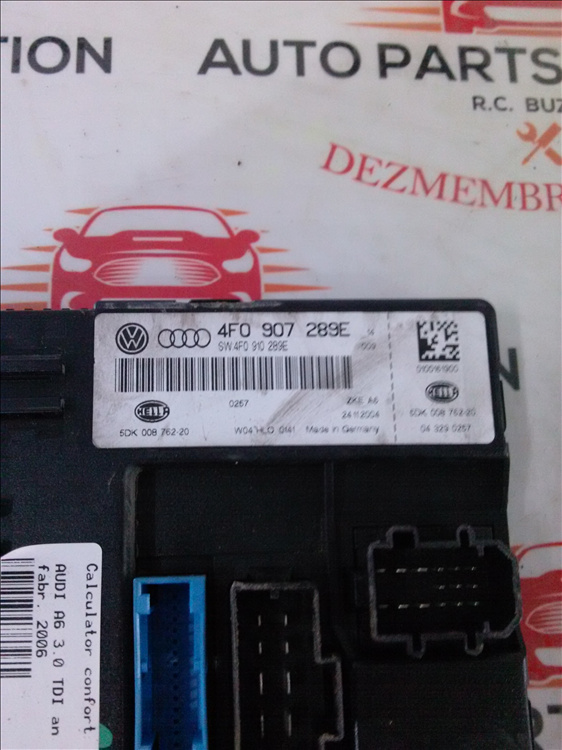 TION
AUTO PARTS
R.C. BUZ
DEZMEMBR
4F0 907 289E
SW:4F0 910 289E
0257
ZKE A6
24.11.2004
HELLA
5DK 008 762-20
W04 HLO 0141
Made in Germany
HELLA
5DK 008 762-20
04 329 0257
Calculator confort
AUDI A6 3.0 TDI an
fabr. 2006